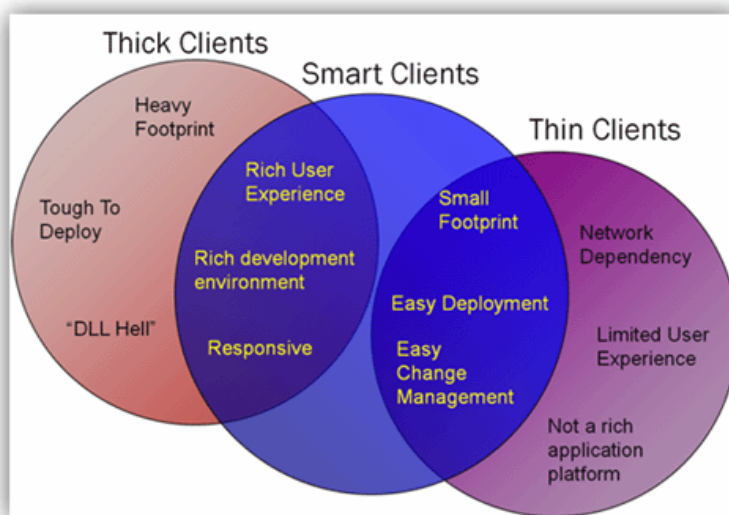 Thick Clients
Smart Clients
Thin Clients
Heavy
Footprint
Tough To
Deploy
“DLL Hell”
Rich User
Experience
Rich development
environment
Responsive
Small
Footprint
Easy Deployment
Easy
Change
Management
Network
Dependency
Limited User
Experience
Not a rich
application
platform